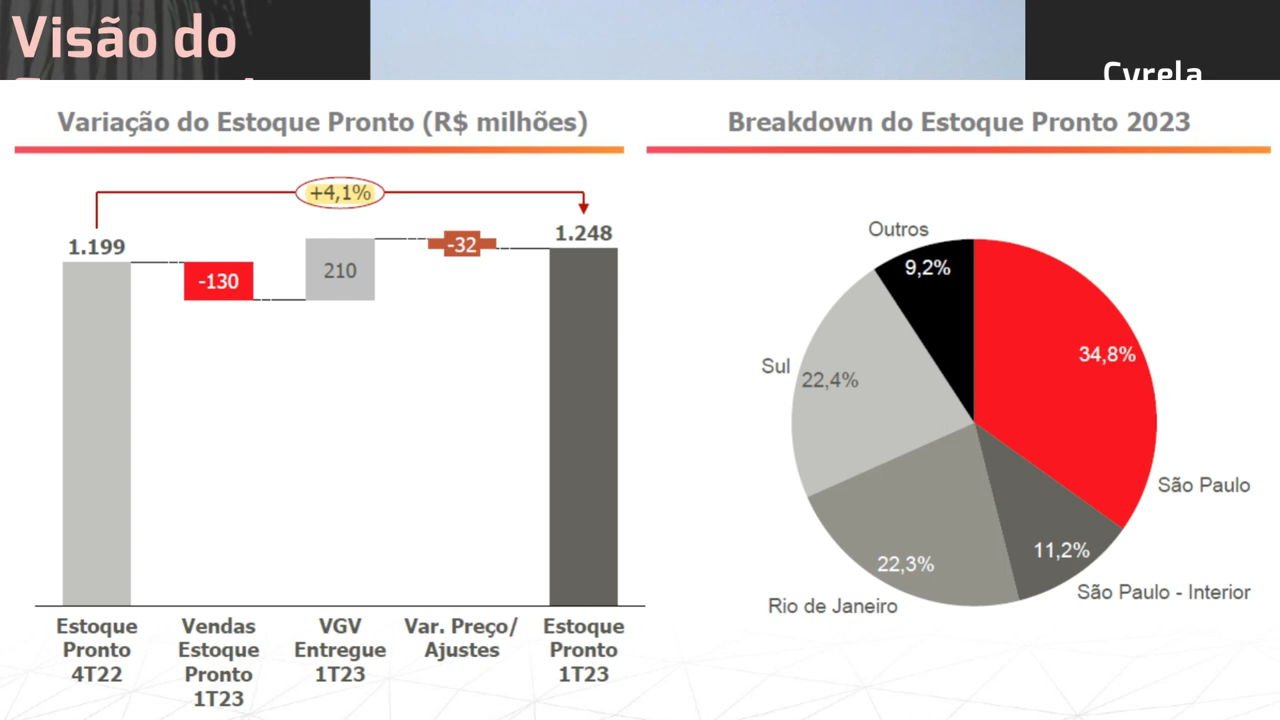 Visão do
Cyrela
Variação do Estoque Pronto (R$ milhões)
+4,1%
1.199
-130
210
-32
1.248
Estoque
Pronto
4T22
Vendas
Estoque
Pronto
1T23
VGV
Entregue
1T23
Var. Preço/
Ajustes
Estoque
Pronto
1T23
Breakdown do Estoque Pronto 2023
Outros
9,2%
34,8%
Sul
22,4%
São Paulo
11,2%
22,3%
São Paulo - Interior
Rio de Janeiro